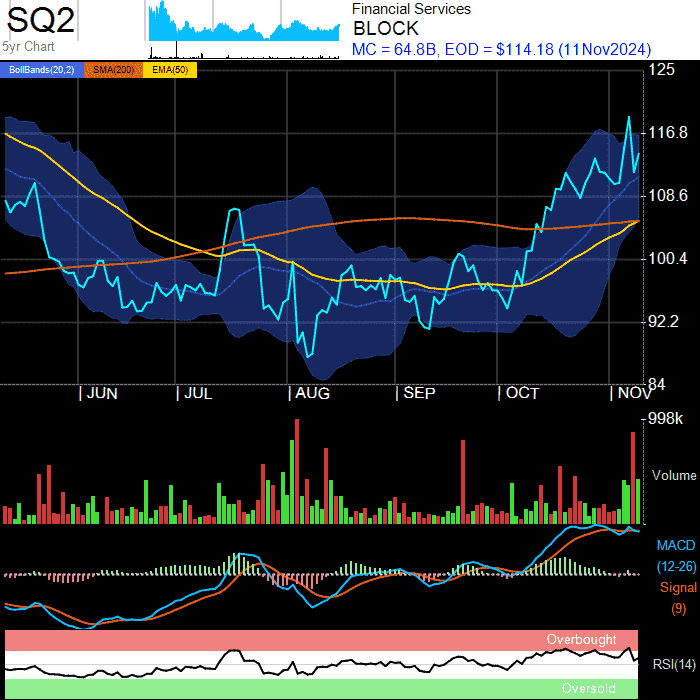 SQ2
5yr Chart
Financial Services
BLOCK
MC = 64.8B, EOD = $114.18 (11Nov2024)
BollBands(20,2) SMA(200) EMA(50)
125
116.8
108.6
100.4
92.2
84
JUN JUL AUG SEP OCT NOV
998k
Volume
MACD
(12-26)
Signal
(9)
Overbought
RSI(14)
Oversold